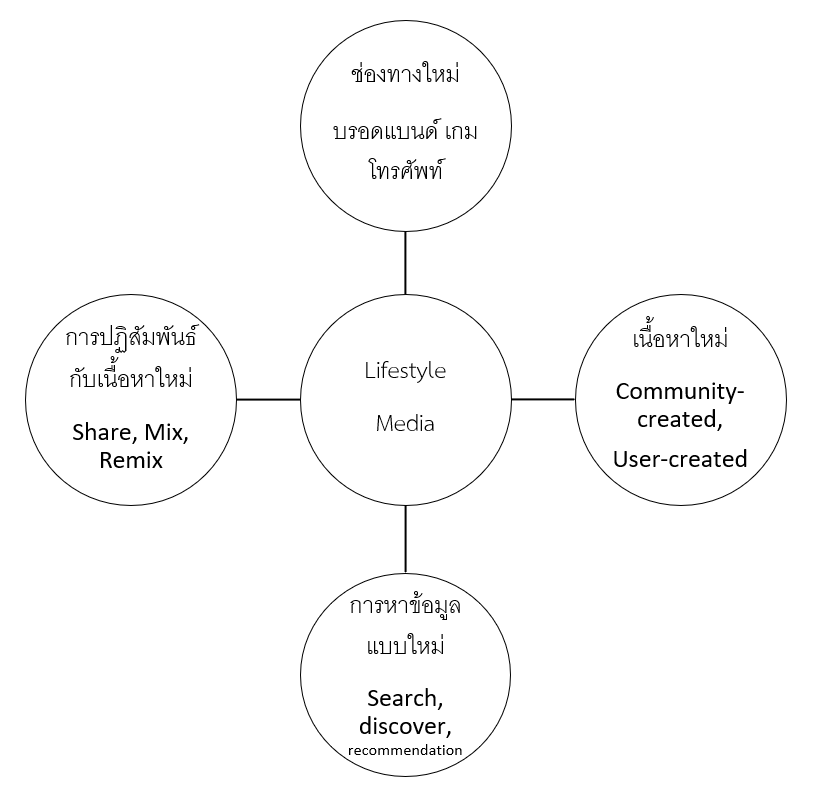 ช่องทางใหม่
บรอดแบนด์ เกม
โทรศัพท์
การปฏิสัมพันธ์
กับเนื้อหาใหม่
Share, Mix,
Remix
Lifestyle
Media
เนื้อหาใหม่
Community-
created,
User-created
การหาข้อมูล
แบบใหม่
Search,
discover,
recommendation